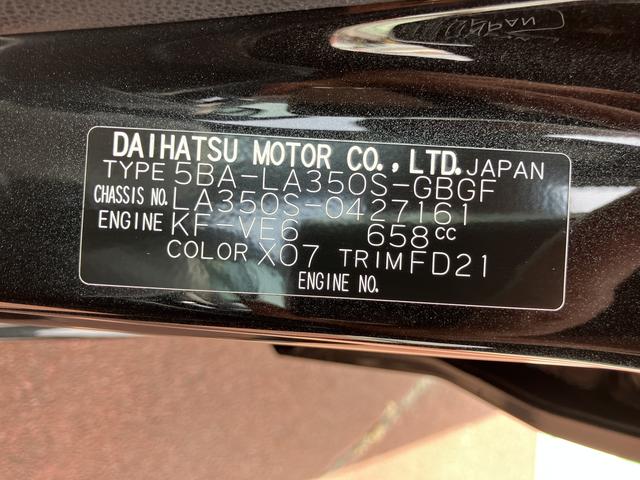 DAIHATSU MOTOR CO., LTD. JAPAN
TYPE 5BA-LA350S-GBGF
CHASSIS NO. LA350S-0427161
ENGINE KF-VE6 658cc
COLOR X07 TRIM FD21
ENGINE NO.